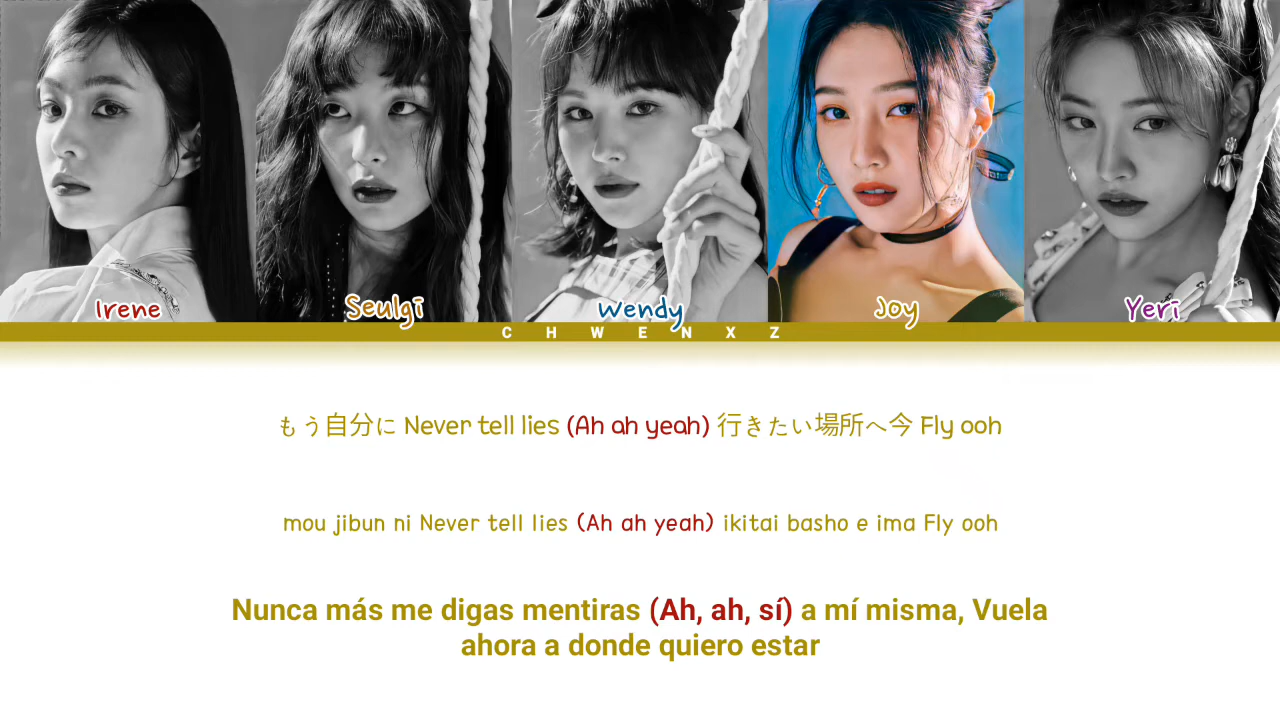 Irene
Seulgi
Wendy
Joy
Yeri
CHWENXZ
もう自分に Never tell lies (Ah ah yeah) 行きたい場所へ今 Fly ooh
mou jibun ni Never tell lies (Ah ah yeah) ikitai basho e ima Fly ooh
Nunca más me digas mentiras (Ah, ah, sí) a mí misma, Vuela
ahora a donde quiero estar